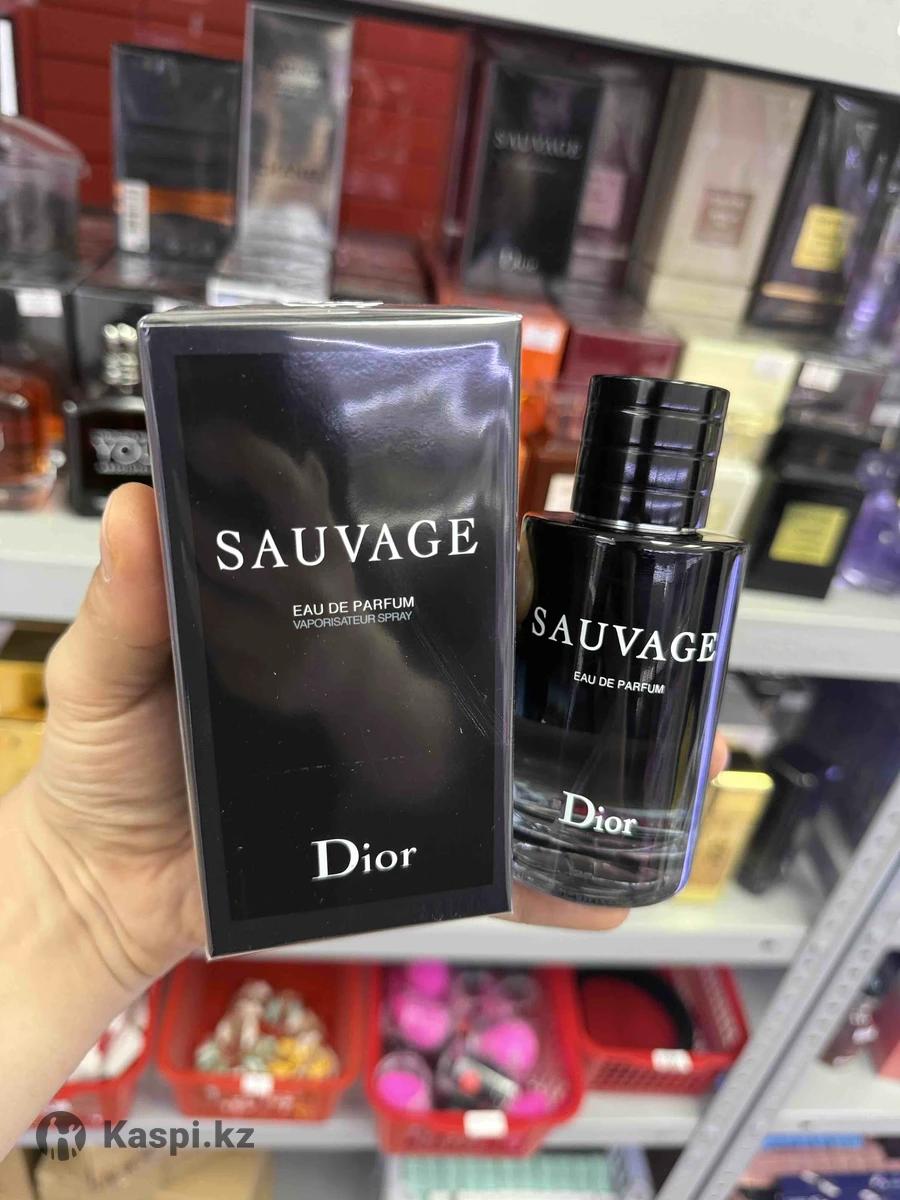 SAUVAGE
SAUVAGE
EAU DE PARFUM
VAPORISATEUR SPRAY
Dior
SAUVAGE
EAU DE PARFUM
Dior
Kaspi.kz